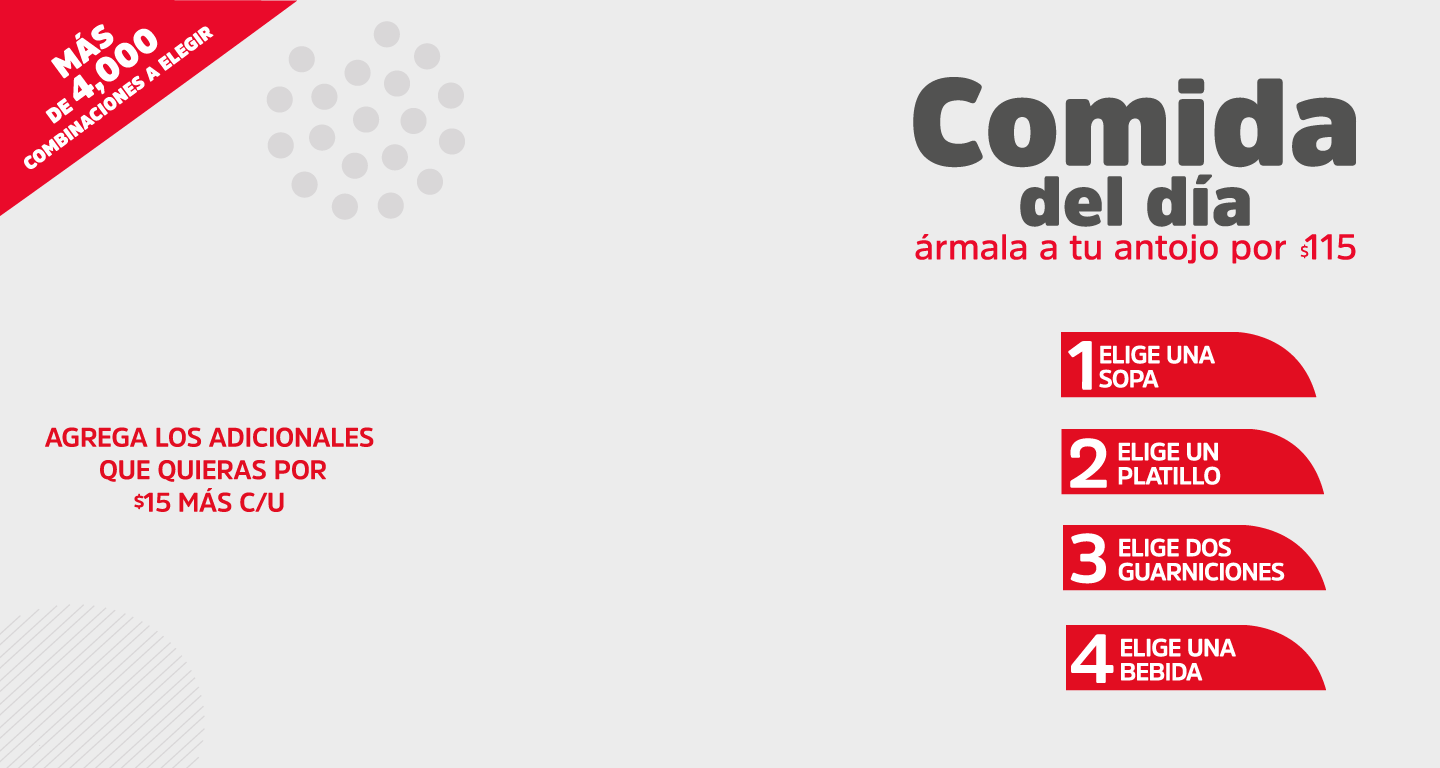 MÁS
DE 4,000
COMBINACIONES A ELEGIR
Comida
del día
ármala a tu antojo por $115
1 ELIGE UNA
SOPA
2 ELIGE UN
PLATILLO
3 ELIGE DOS
GUARNICIONES
4 ELIGE UNA
BEBIDA
AGREGA LOS ADICIONALES
QUE QUIERAS POR
$15 MÁS C/U